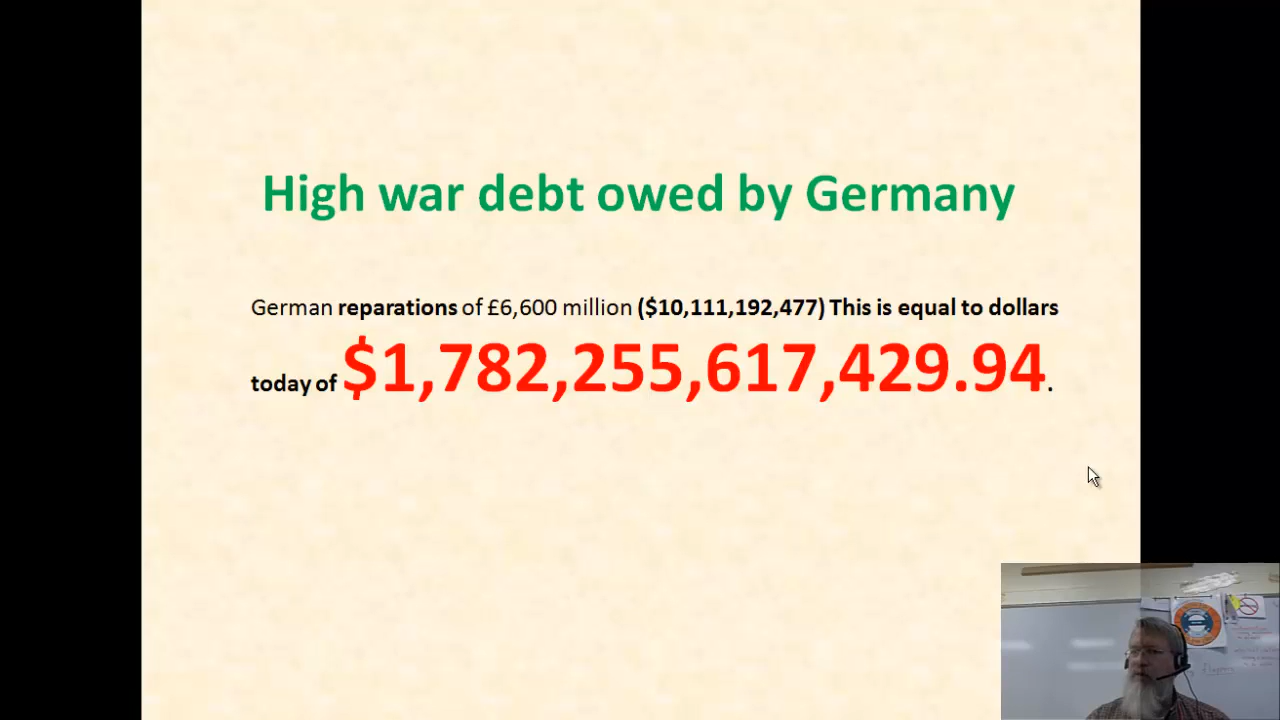 High war debt owed by Germany
German reparations of £6,600 million ($10,111,192,477) This is equal to dollars
today of $1,782,255,617,429.94.